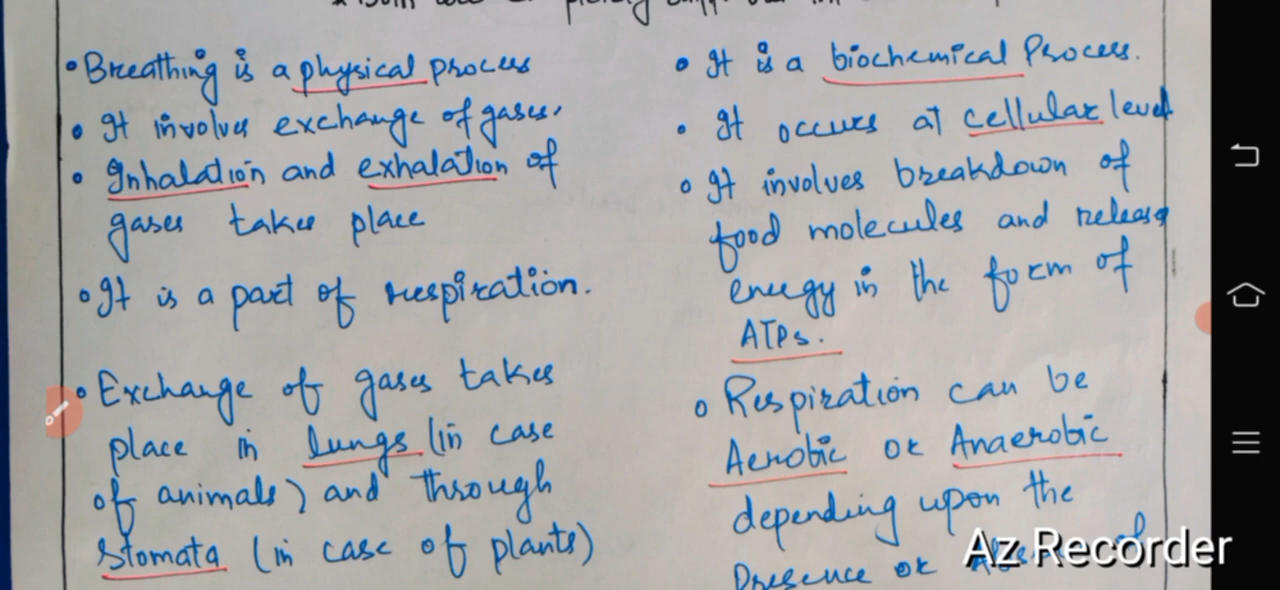 • Breathing is a physical process
• It involves exchange of gases.
• Inhalation and exhalation of
gases takes place
• It is a part of respiration.
• Exchange of gases takes
place in lungs (in case
of animals) and through
Stomata (in case of plants)
• It is a biochemical Process.
• It occurs at cellular level
• It involves breakdown of
food molecules and release
energy in the form of
ATPs.
• Respiration can be
Aerobic or Anaerobic
depending upon the
Presence or
Az Recorder